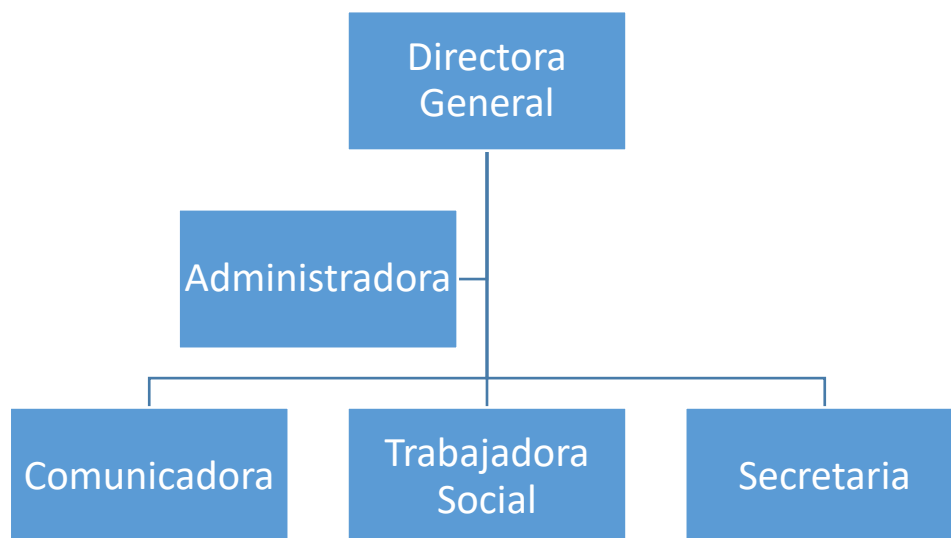 Directora
General
Administradora
Comunicadora
Trabajadora
Social
Secretaria